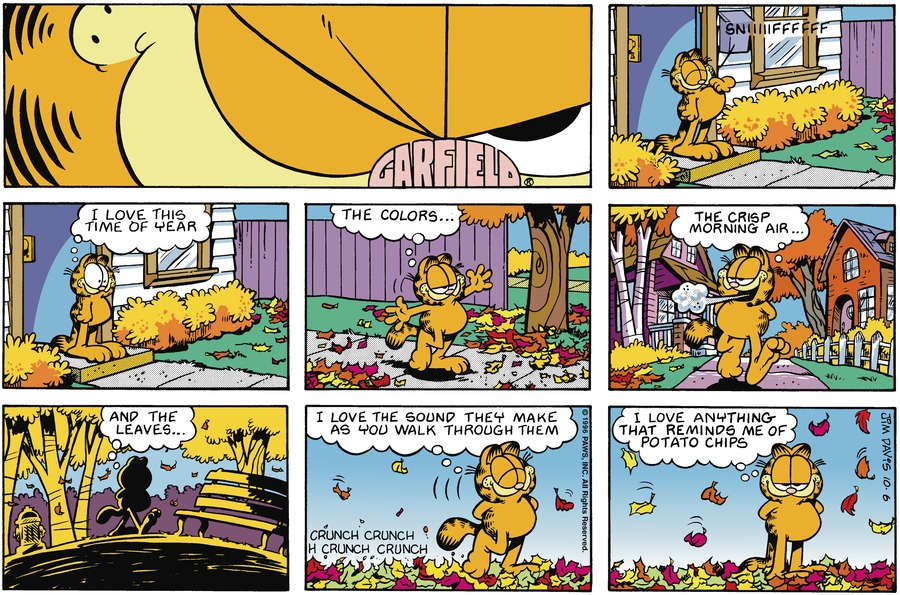 GARFIELD®
SNIIIIIFFFFFF
I LOVE THIS
TIME OF YEAR
THE COLORS...
THE CRISP
MORNING AIR...
AND THE
LEAVES...
I LOVE THE SOUND THEY MAKE
AS YOU WALK THROUGH THEM
CRUNCH CRUNCH
H CRUNCH CRUNCH
© 1996 PAWS, INC. All Rights Reserved.
I LOVE ANYTHING
THAT REMINDS ME OF
POTATO CHIPS
JIM DAVIS 10·6